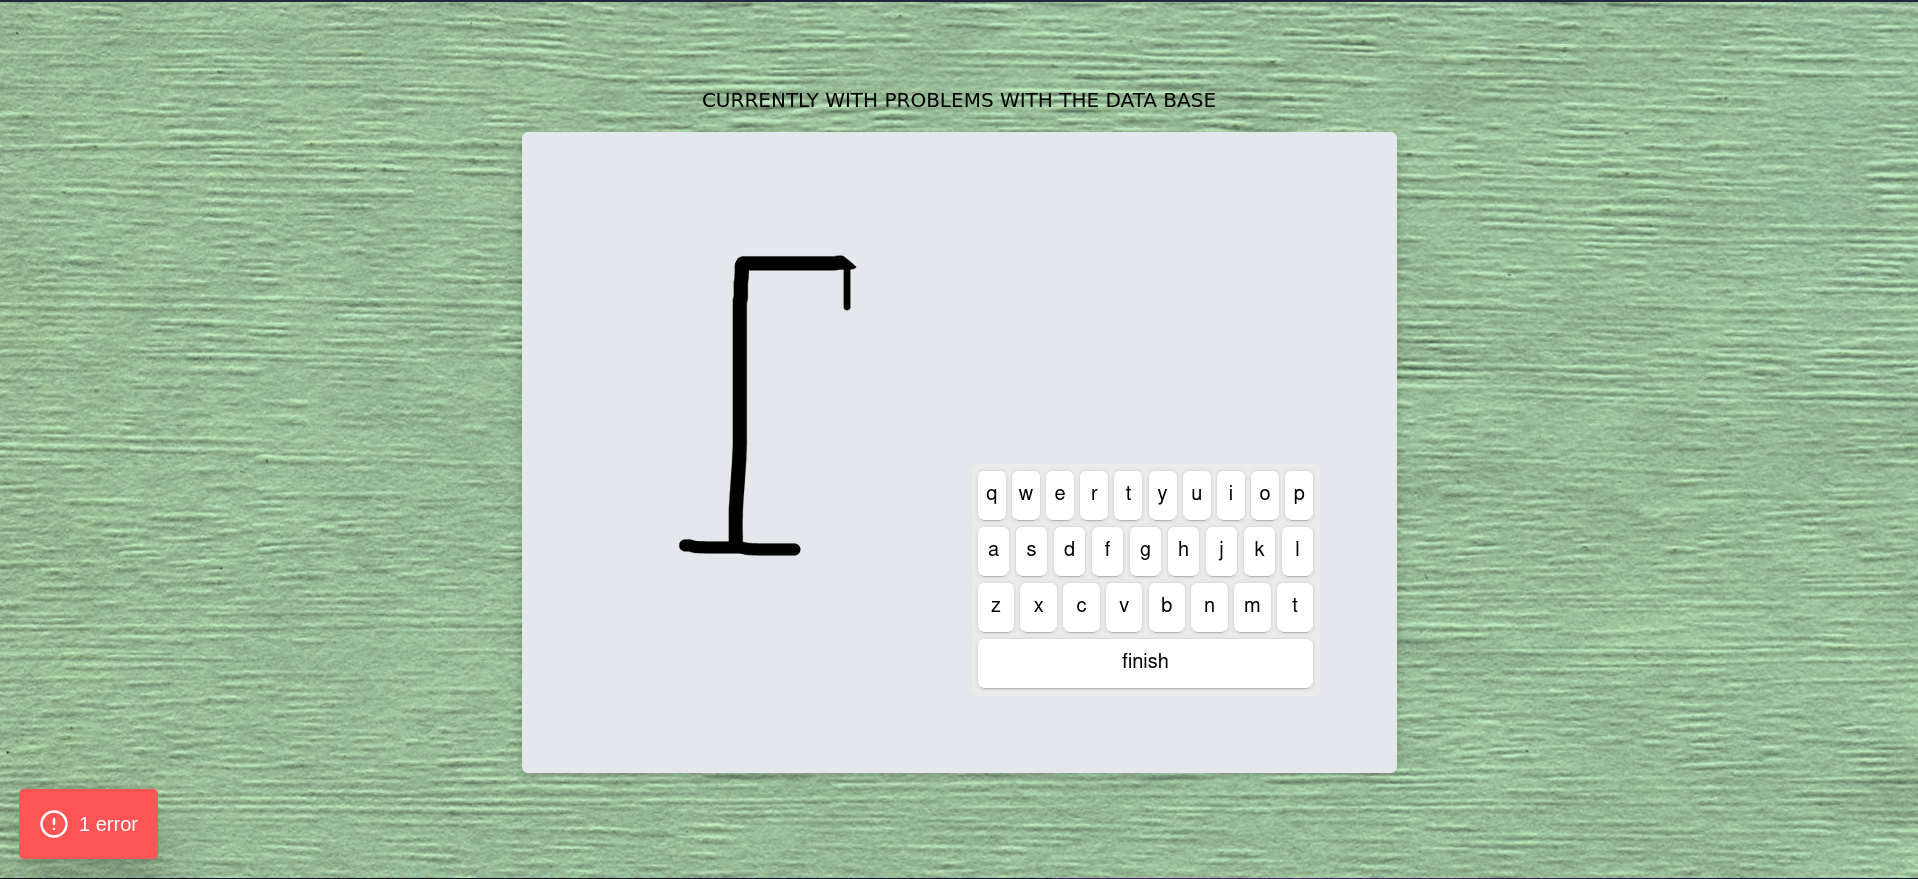 CURRENTLY WITH PROBLEMS WITH THE DATA BASE
q w e r t y u i o p
a s d f g h j k l
z x c v b n m t
finish
1 error